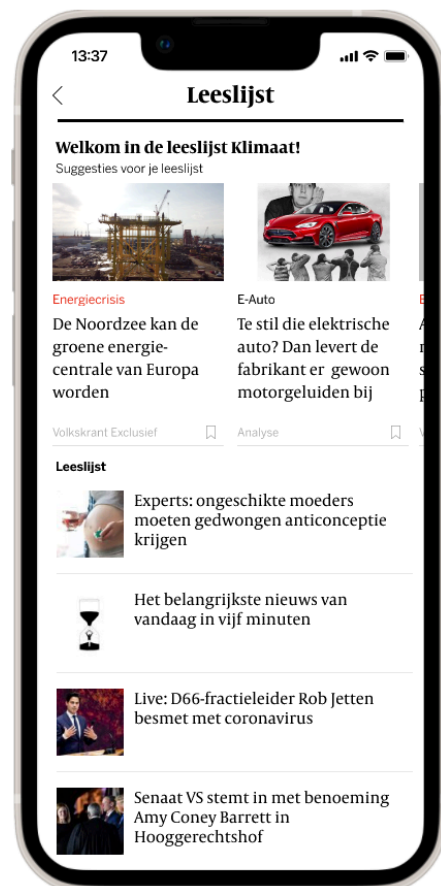 13:37
Leeslijst
Welkom in de leeslijst Klimaat!
Suggesties voor je leeslijst
Energiecrisis
De Noordzee kan de
groene energie-
centrale van Europa
worden
Volkskrant Exclusief
E-Auto
Te stil die elektrische
auto? Dan levert de
fabrikant er gewoon
motorgeluiden bij
Analyse
Leeslijst
Experts: ongeschikte moeders
moeten gedwongen anticonceptie
krijgen
Het belangrijkste nieuws van
vandaag in vijf minuten
Live: D66-fractieleider Rob Jetten
besmet met coronavirus
Senaat VS stemt in met benoeming
Amy Coney Barrett in
Hooggerechtshof